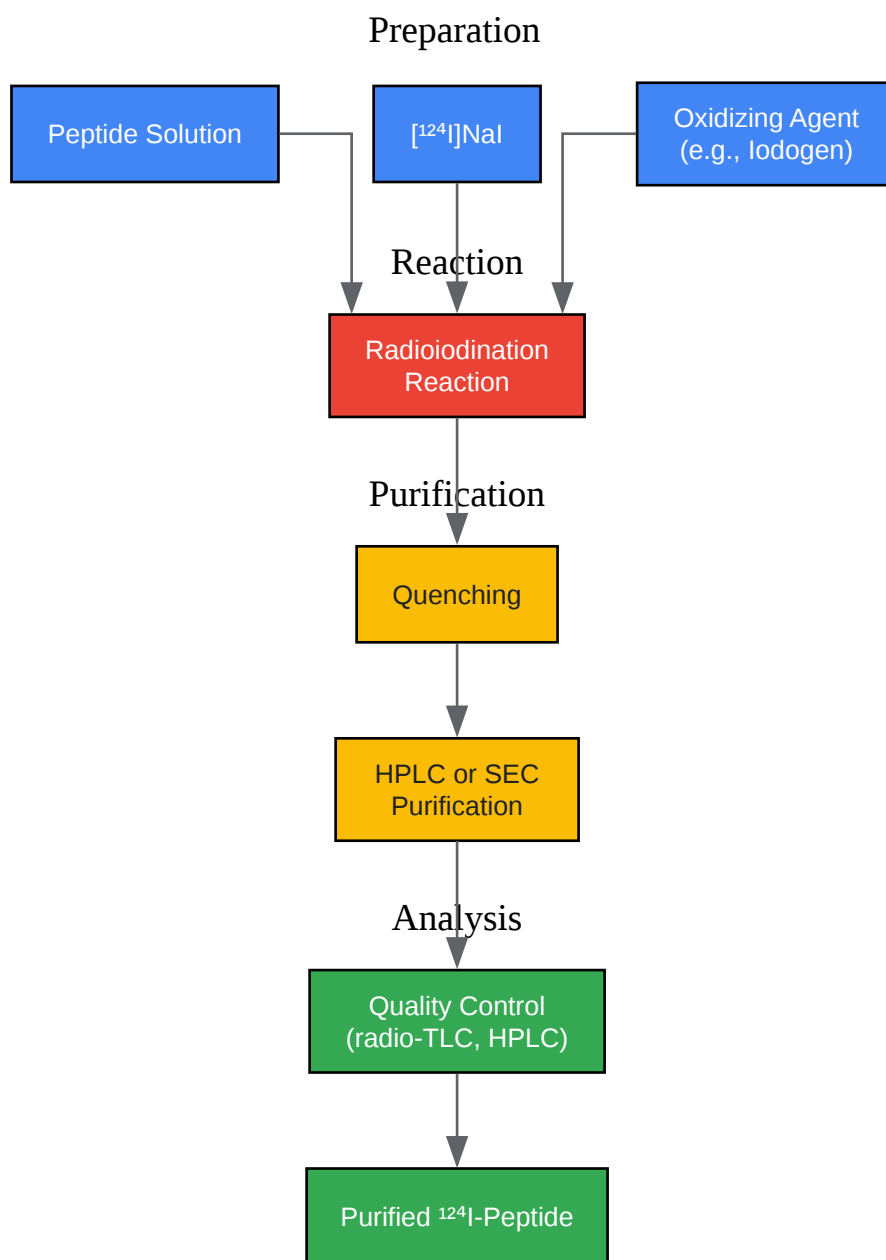 Preparation
Peptide Solution
[¹²⁴I]NaI
Oxidizing Agent
(e.g., Iodogen)
Reaction
Radioiodination
Reaction
Purification
Quenching
HPLC or SEC
Purification
Analysis
Quality Control
(radio-TLC, HPLC)
Purified ¹²⁴I-Peptide